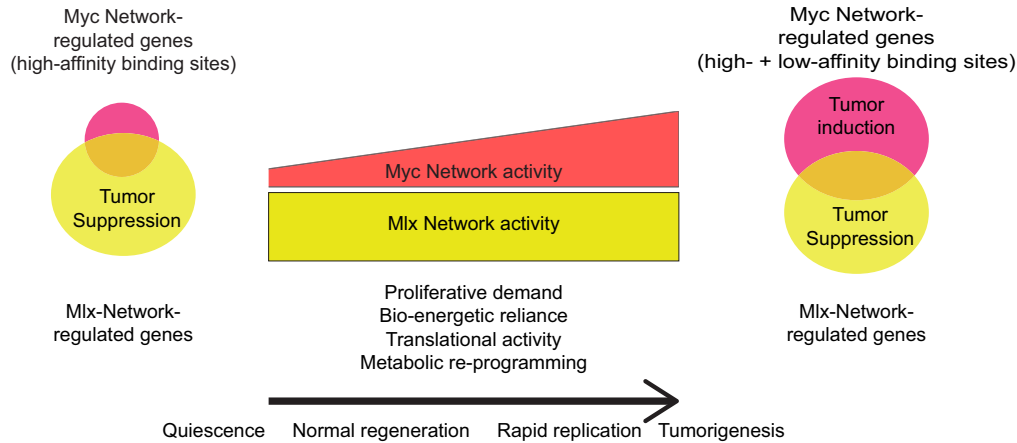 Myc Network-
regulated genes
(high-affinity binding sites)
Tumor
Suppression
Mlx-Network-
regulated genes
Myc Network activity
Mlx Network activity
Proliferative demand
Bio-energetic reliance
Translational activity
Metabolic re-programming
Myc Network-
regulated genes
(high- + low-affinity binding sites)
Tumor
induction
Tumor
Suppression
Mlx-Network-
regulated genes
Quiescence Normal regeneration Rapid replication Tumorigenesis